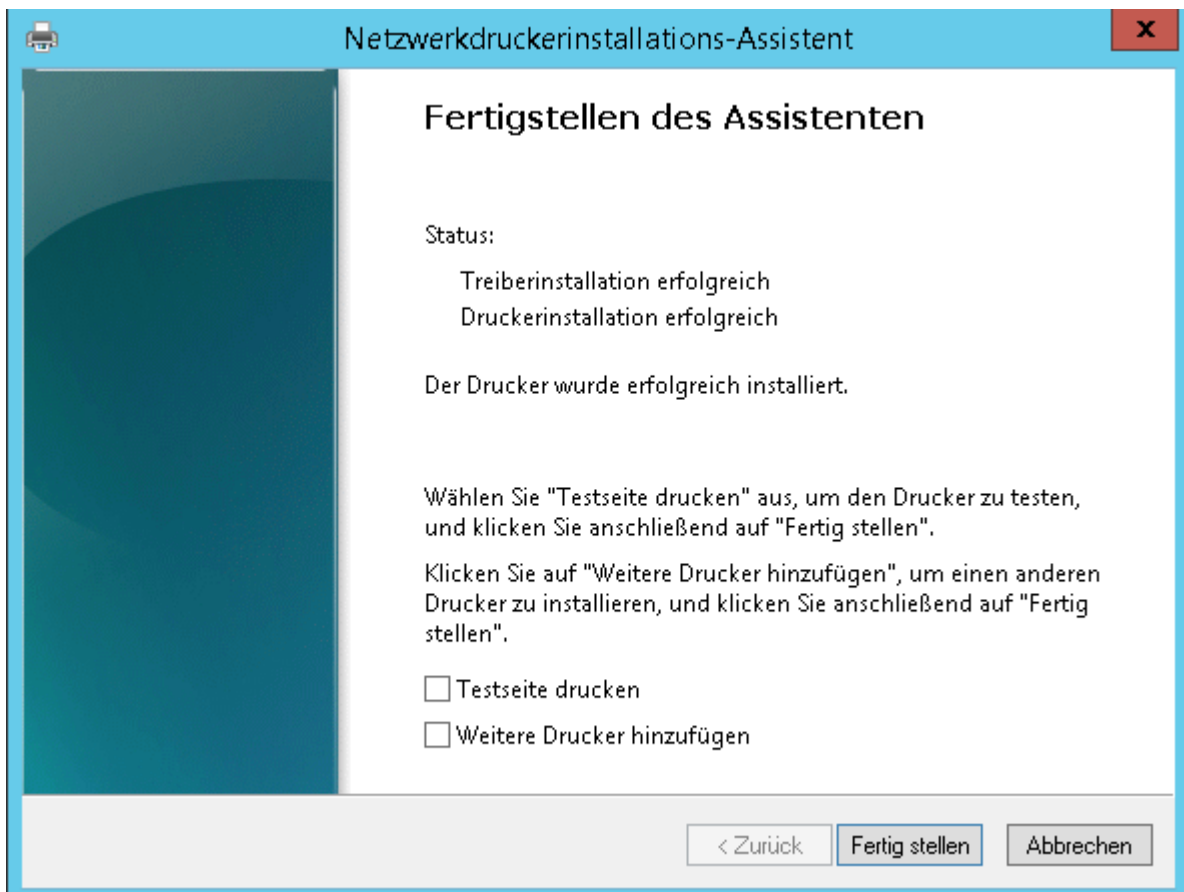 Netzwerkdruckerinstallations-Assistent
x
Fertigstellen des Assistenten
Status:
Treiberinstallation erfolgreich
Druckerinstallation erfolgreich
Der Drucker wurde erfolgreich installiert.
Wählen Sie "Testseite drucken" aus, um den Drucker zu testen,
und klicken Sie anschließend auf "Fertig stellen".
Klicken Sie auf "Weitere Drucker hinzufügen", um einen anderen
Drucker zu installieren, und klicken Sie anschließend auf "Fertig
stellen".
Testseite drucken
Weitere Drucker hinzufügen
< Zurück
Fertig stellen
Abbrechen